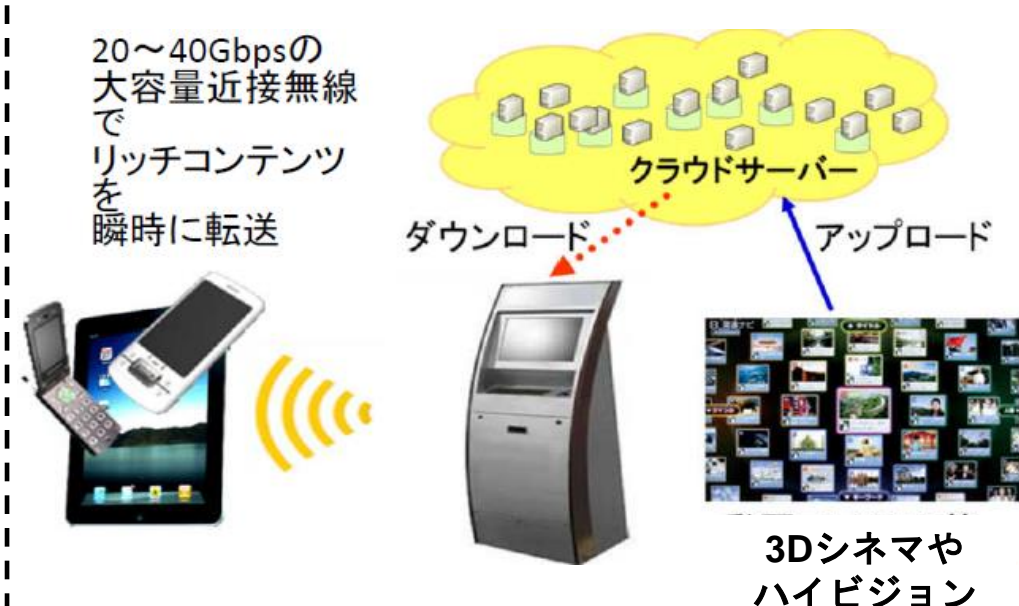 20～40Gbpsの
大容量近接無線
で
リッチコンテンツ
を
瞬時に転送
クラウドサーバー
ダウンロード
アップロード
3Dシネマや
ハイビジョン